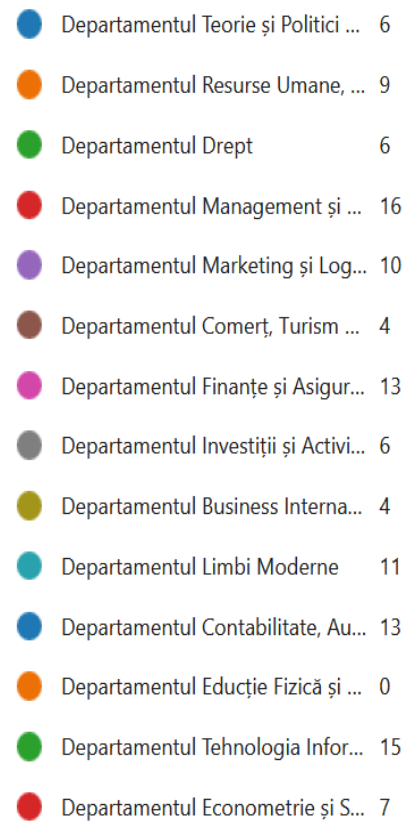 Departamentul Teorie și Politici ... 6
Departamentul Resurse Umane, ... 9
Departamentul Drept 6
Departamentul Management și ... 16
Departamentul Marketing și Log... 10
Departamentul Comerț, Turism ... 4
Departamentul Finanțe și Asigur... 13
Departamentul Investiții și Activi... 6
Departamentul Business Interna... 4
Departamentul Limbi Moderne 11
Departamentul Contabilitate, Au... 13
Departamentul Educție Fizică și ... 0
Departamentul Tehnologia Infor... 15
Departamentul Econometrie și S... 7